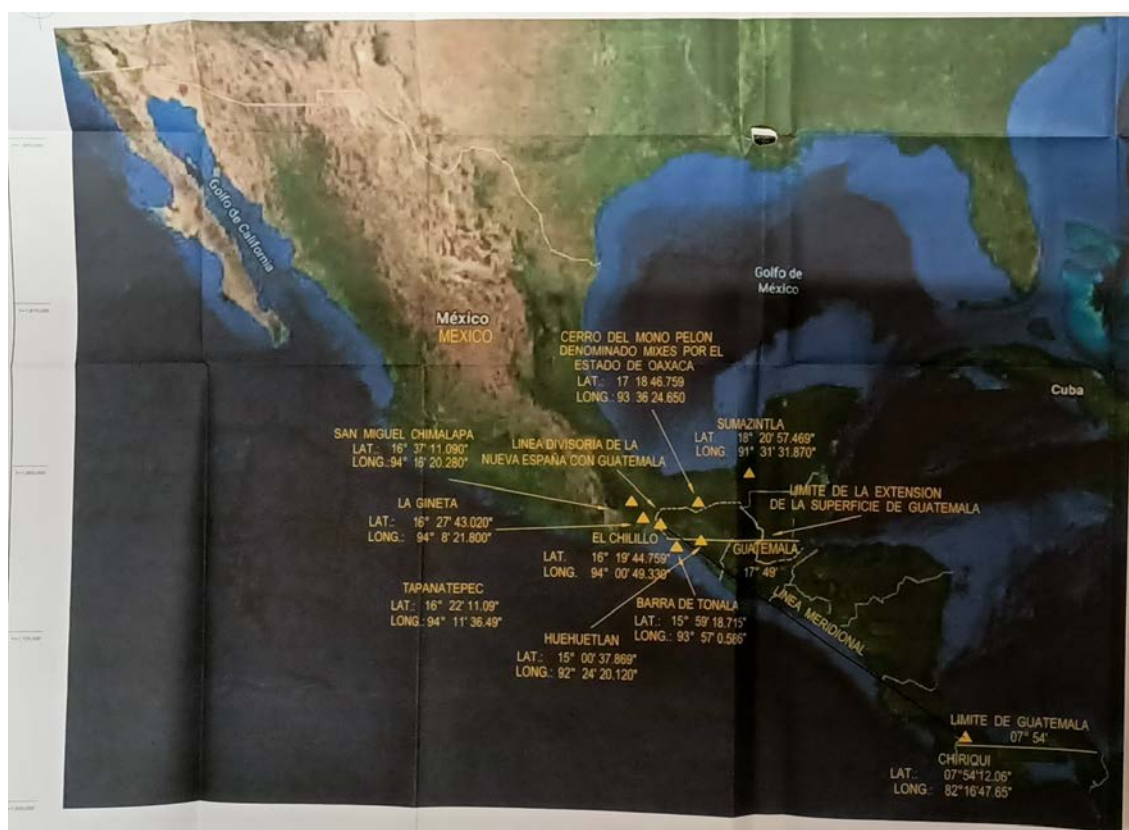 Golfo de California
Golfo de
México
México
MEXICO
CERRO DEL MONO PELON
DENOMINADO MIXES POR EL
ESTADO DE OAXACA
LAT.: 17 18 46.759
LONG.: 93 36 24.650
Cuba
SUMAZINTLA
LAT. 18° 20' 57.469"
LONG. 91° 31' 31.870"
SAN MIGUEL CHIMALAPA
LAT.: 16° 37' 11.090"
LONG.: 94° 16' 20.280"
LINEA DIVISORIA DE LA
NUEVA ESPAÑA CON GUATEMALA
LIMITE DE LA EXTENSION
DE LA SUPERFICIE DE GUATEMALA
LA GINETA
LAT.: 16° 27' 43.020"
LONG.: 94° 8' 21.800"
EL CHILILLO
LAT. 16° 19' 44.759"
LONG. 94° 00' 49.330"
GUATEMALA
17° 49'
TAPANATEPEC
LAT.: 16° 22' 11.09"
LONG.: 94° 11' 36.49"
BARRA DE TONALA
LAT.: 15° 59' 18.715"
LONG.: 93° 57' 0.566"
LINEA MERIDIONAL
HUEHUETLAN
LAT.: 15° 00' 37.869"
LONG.: 92° 24' 20.120"
LIMITE DE GUATEMALA
07° 54'
CHIRIQUI
LAT.: 07°54'12.06"
LONG.: 82°16'47.65"